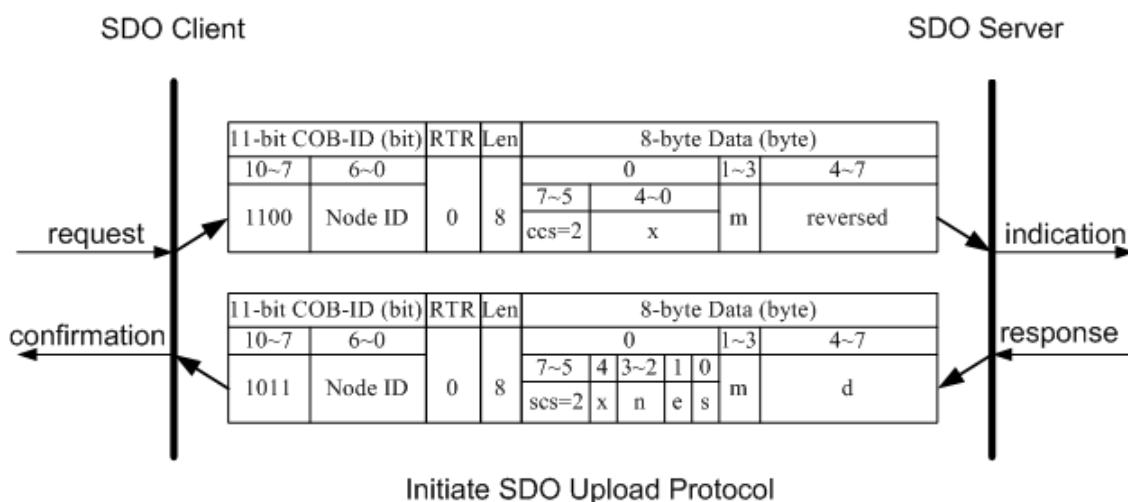 SDO Client SDO Server
11-bit COB-ID (bit) RTR Len 8-byte Data (byte)
10~7 6~0 0 1~3 4~7
7~5 4~0
1100 Node ID 0 8 m reversed
ccs=2 x
request
indication
11-bit COB-ID (bit) RTR Len 8-byte Data (byte)
confirmation
response
10~7 6~0 0 1~3 4~7
7~5 4 3~2 1 0
1011 Node ID 0 8 m d
scs=2 x n e s
Initiate SDO Upload Protocol